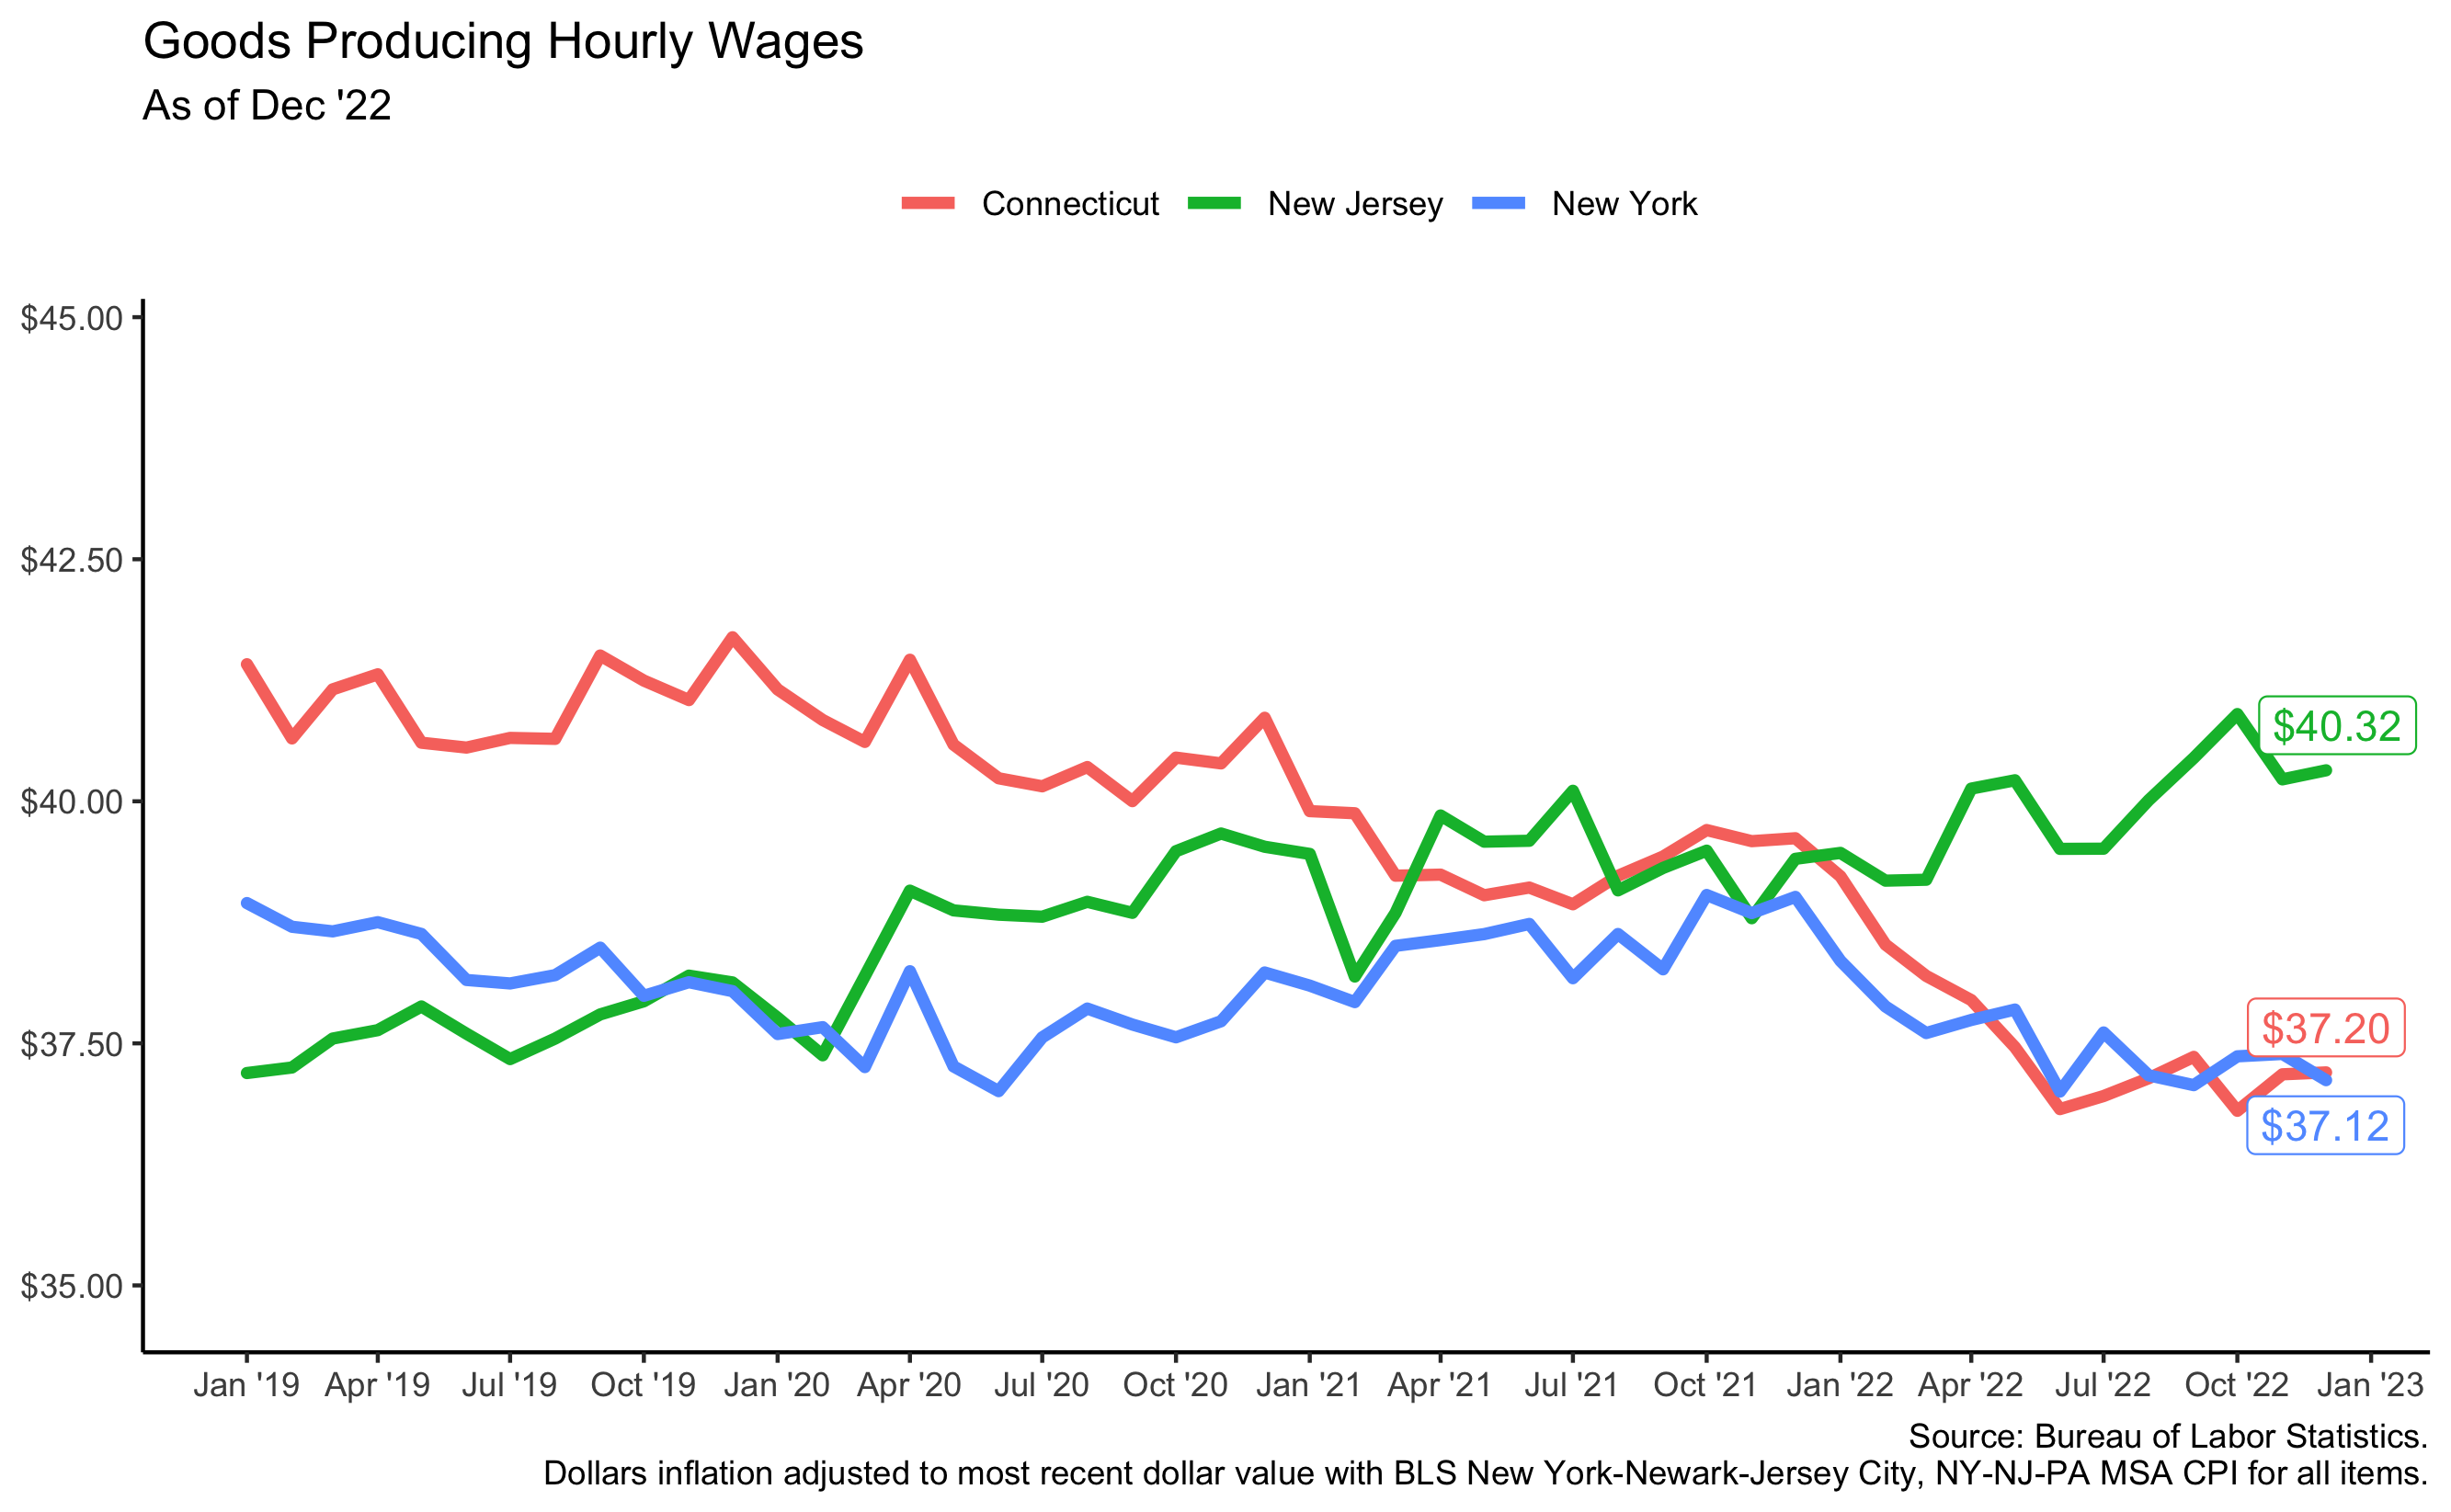 Goods Producing Hourly Wages
As of Dec '22
Connecticut New Jersey New York
$45.00
$42.50
$40.00
$37.50
$35.00
$40.32
$37.20
$37.12
Jan '19 Apr '19 Jul '19 Oct '19 Jan '20 Apr '20 Jul '20 Oct '20 Jan '21 Apr '21 Jul '21 Oct '21 Jan '22 Apr '22 Jul '22 Oct '22 Jan '23
Source: Bureau of Labor Statistics.
Dollars inflation adjusted to most recent dollar value with BLS New York-Newark-Jersey City, NY-NJ-PA MSA CPI for all items.